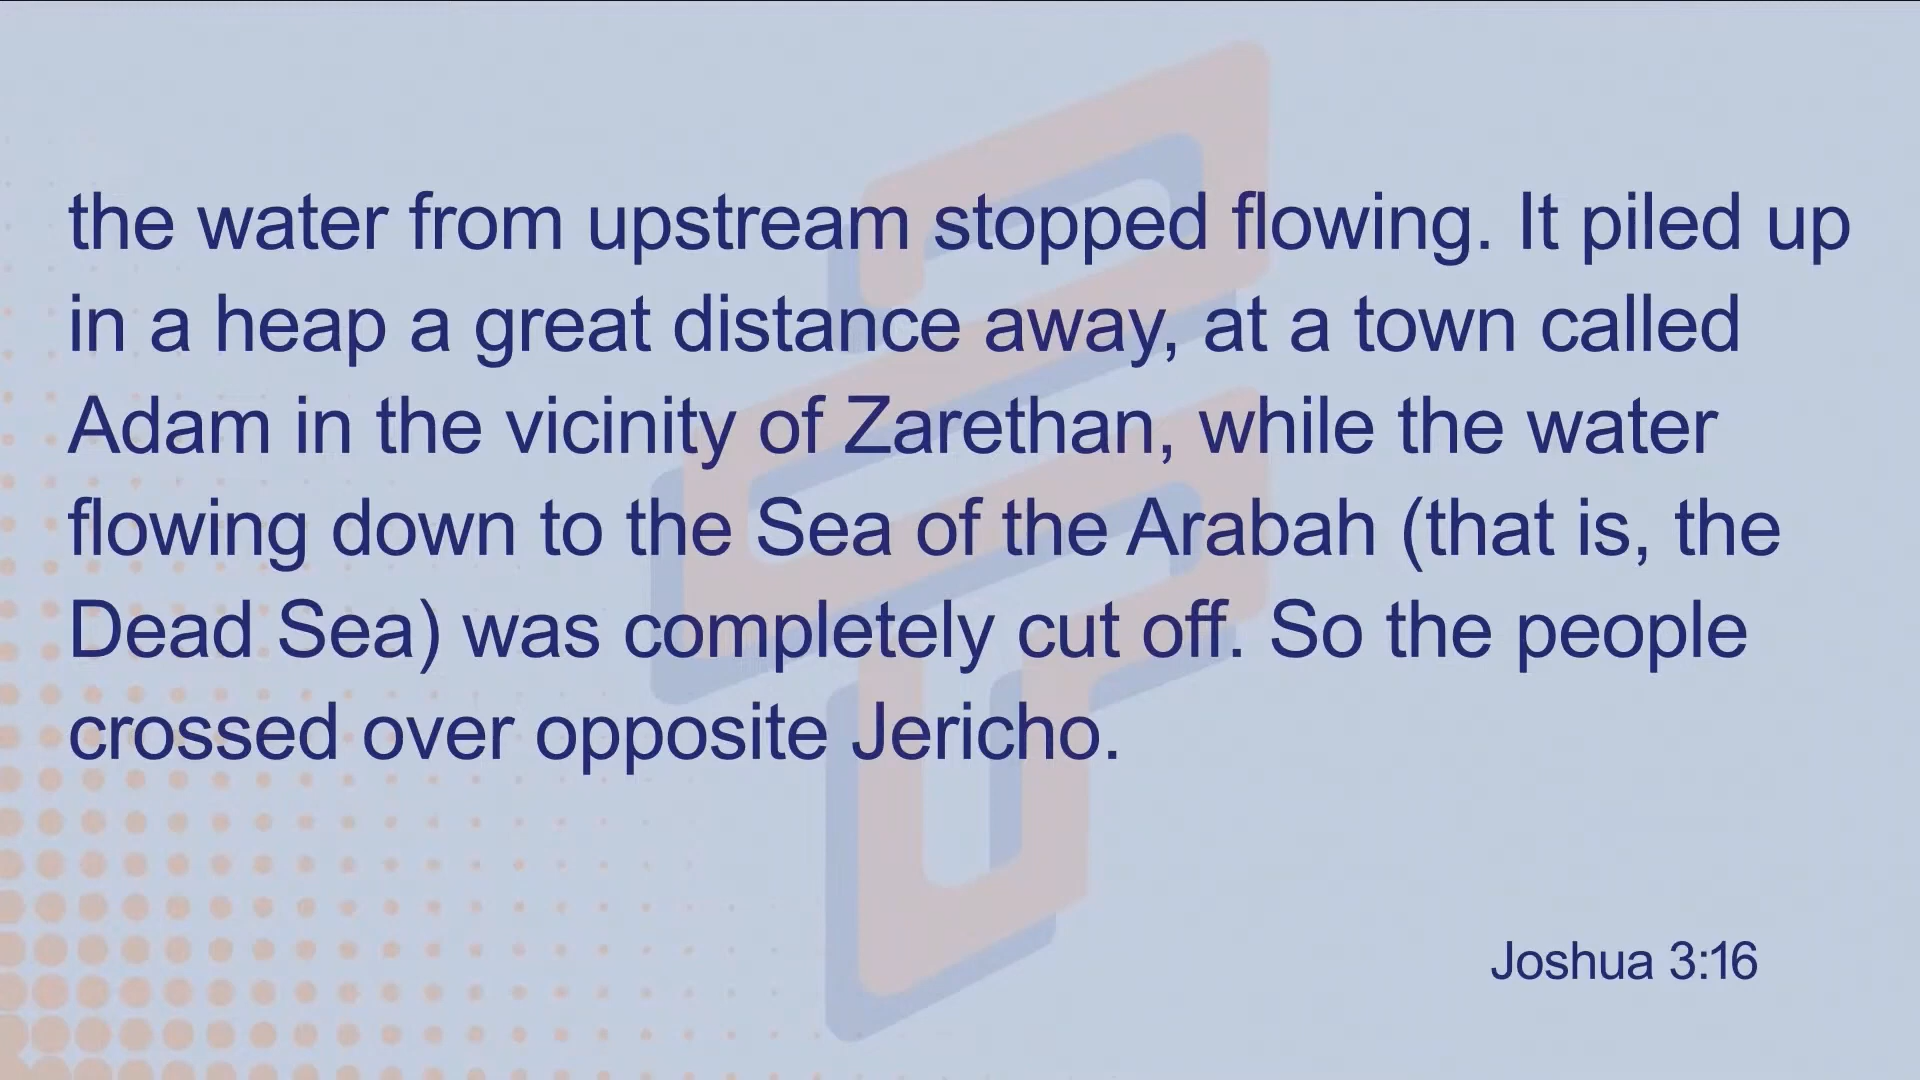 the water from upstream stopped flowing. It piled up
in a heap a great distance away, at a town called
Adam in the vicinity of Zarethan, while the water
flowing down to the Sea of the Arabah (that is, the
Dead Sea) was completely cut off. So the people
crossed over opposite Jericho.
Joshua 3:16